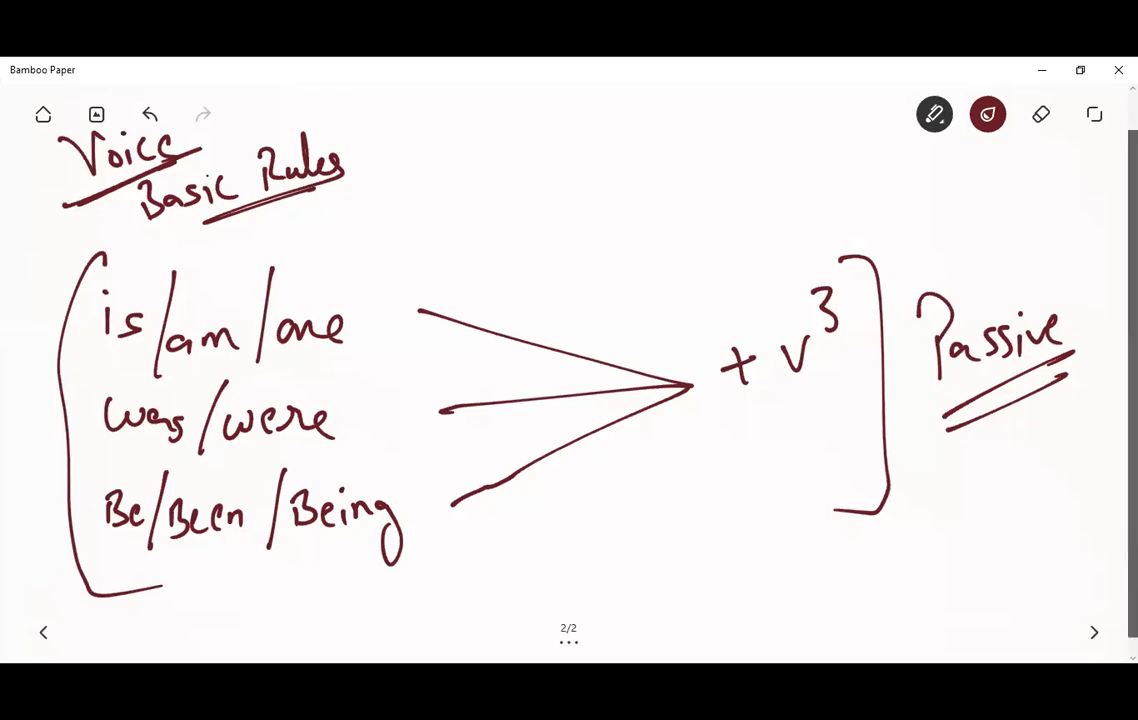 Bamboo Paper
Voice
Basic Rules
is/am/are
was/were
Be/Been/Being
+ v³
Passive
2/2